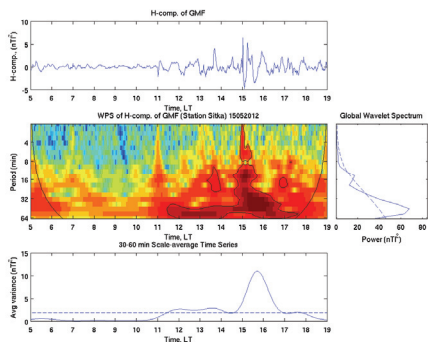 H-comp. of GMF
H-comp., (nTl²)
10
5
0
-5
5 6 7 8 9 10 11 12 13 14 15 16 17 18 19
Time, LT
WPS of H-comp. of GMF (Station Sitka) 15052012
Period (min)
4
8
16
32
64
5 6 7 8 9 10 11 12 13 14 15 16 17 18 19
Time, LT
Global Wavelet Spectrum
0
0 20 40 60 80
Power (nTl²)
30-60 min Scale-average Time Series
Avg variance (nTl²)
15
10
5
0
5 6 7 8 9 10 11 12 13 14 15 16 17 18 19
Time, LT